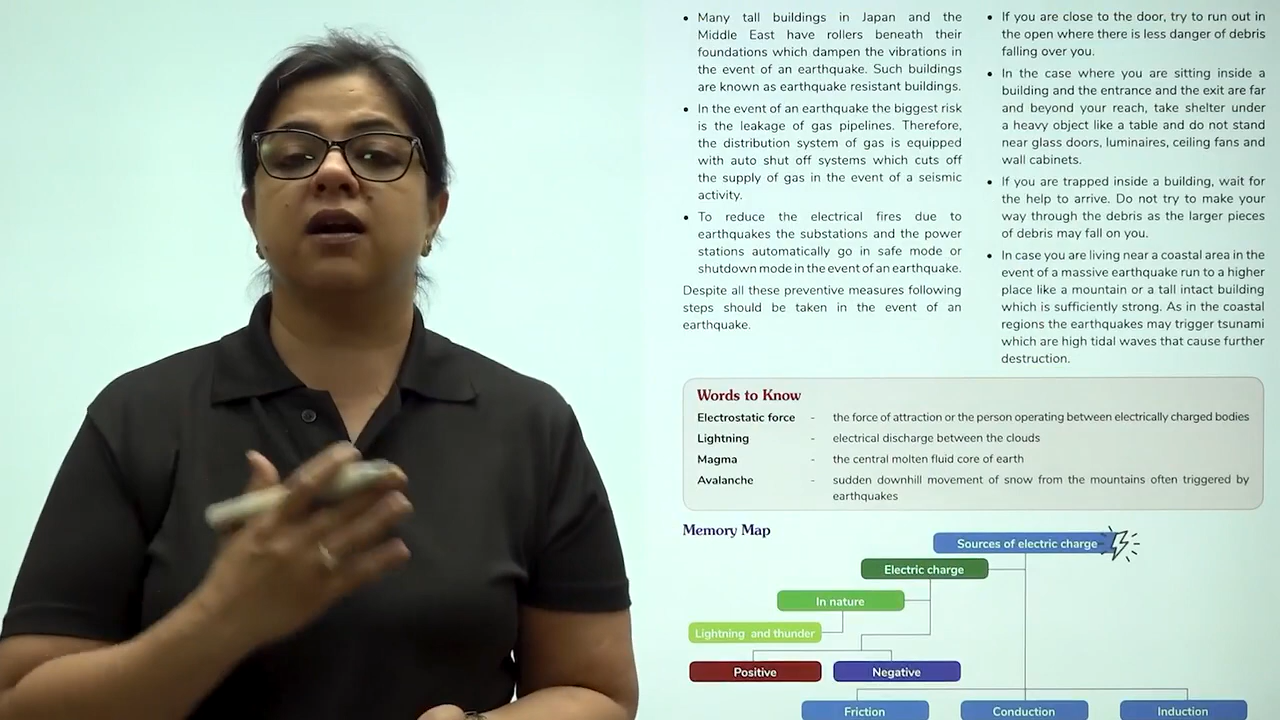 • Many tall buildings in Japan and the
Middle East have rollers beneath their
foundations which dampen the vibrations in
the event of an earthquake. Such buildings
are known as earthquake resistant buildings.
• In the event of an earthquake the biggest risk
is the leakage of gas pipelines. Therefore,
the distribution system of gas is equipped
with auto shut off systems which cuts off
the supply of gas in the event of a seismic
activity.
• To reduce the electrical fires due to
earthquakes the substations and the power
stations automatically go in safe mode or
shutdown mode in the event of an earthquake.
Despite all these preventive measures following
steps should be taken in the event of an
earthquake.
• If you are close to the door, try to run out in
the open where there is less danger of debris
falling over you.
• In the case where you are sitting inside a
building and the entrance and the exit are far
and beyond your reach, take shelter under
a heavy object like a table and do not stand
near glass doors, luminaires, ceiling fans and
wall cabinets.
• If you are trapped inside a building, wait for
the help to arrive. Do not try to make your
way through the debris as the larger pieces
of debris may fall on you.
• In case you are living near a coastal area in the
event of a massive earthquake run to a higher
place like a mountain or a tall intact building
which is sufficiently strong. As in the coastal
regions the earthquakes may trigger tsunami
which are high tidal waves that cause further
destruction.
Words to Know
Electrostatic force - the force of attraction or the person operating between electrically charged bodies
Lightning - electrical discharge between the clouds
Magma - the central molten fluid core of earth
Avalanche - sudden downhill movement of snow from the mountains often triggered by
earthquakes
Memory Map
Sources of electric charge
Electric charge
In nature
Lightning and thunder
Positive
Negative
Friction
Conduction
Induction